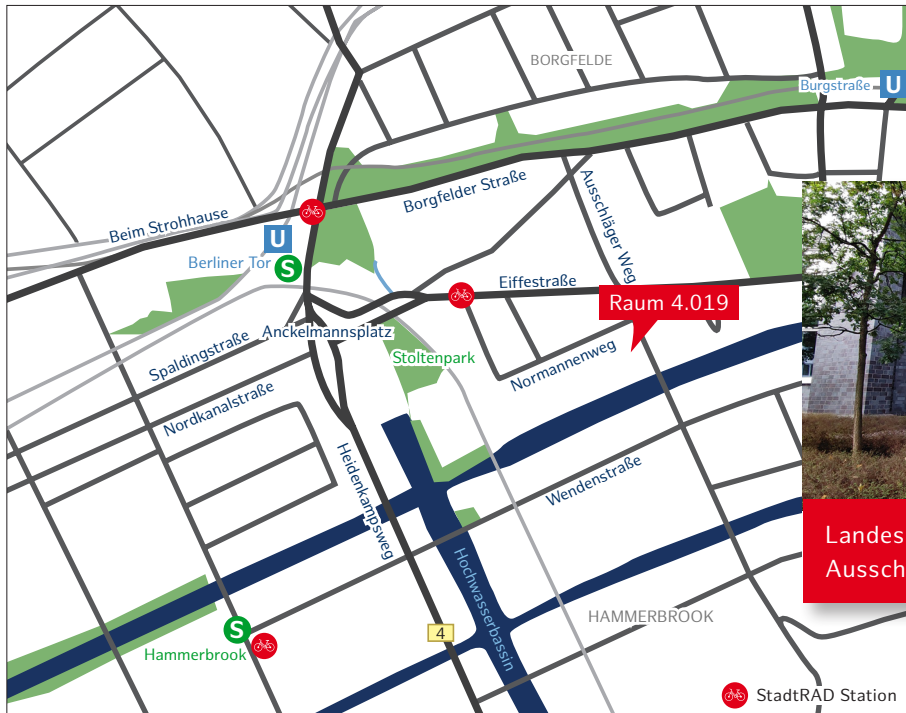 BORGFELDE
Burgstraße
U
Borgfelder Straße
Ausschläger Weg
Beim Strohhause
U
Berliner Tor
S
Eiffestraße
Raum 4.019
Anckelmannsplatz
Spaldingstraße
Stoltenpark
Normannenweg
Nordkanalstraße
Heidenkampsweg
Wendenstraße
Landes
Aussch
Hochwasserbassin
HAMMERBROOK
S
4
Hammerbrook
StadtRAD Station